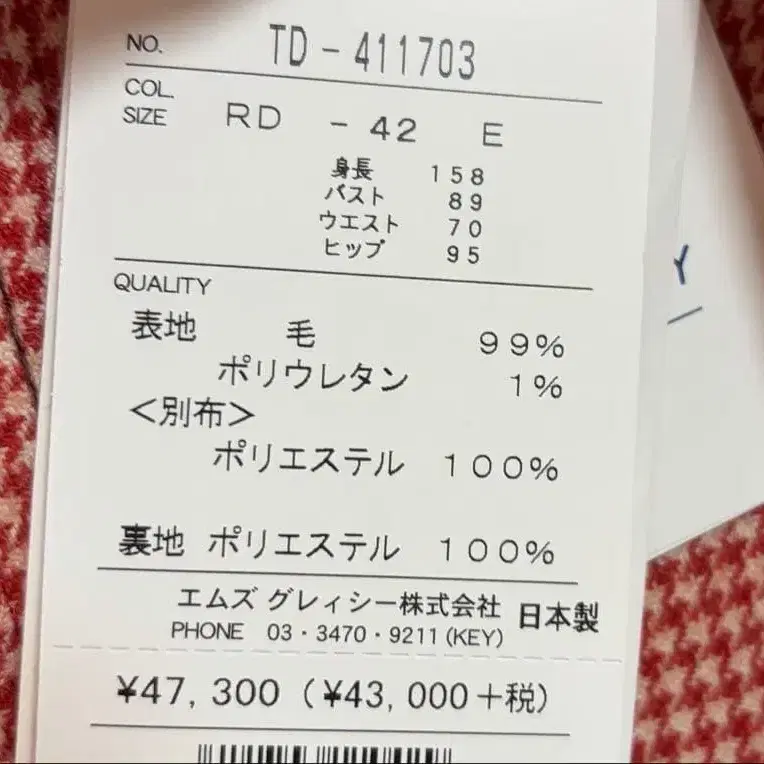 NO. TD-411703
COL.
SIZE RD -42 E
身長 158
バスト 89
ウエスト 70
ヒップ 95
QUALITY
表地 毛 99%
ポリウレタン 1%
<別布>
ポリエステル 100%
裏地 ポリエステル 100%
エムズ グレィシー株式会社 日本製
PHONE 03・3470・9211(KEY)
¥47,300(¥43,000+税)
Y